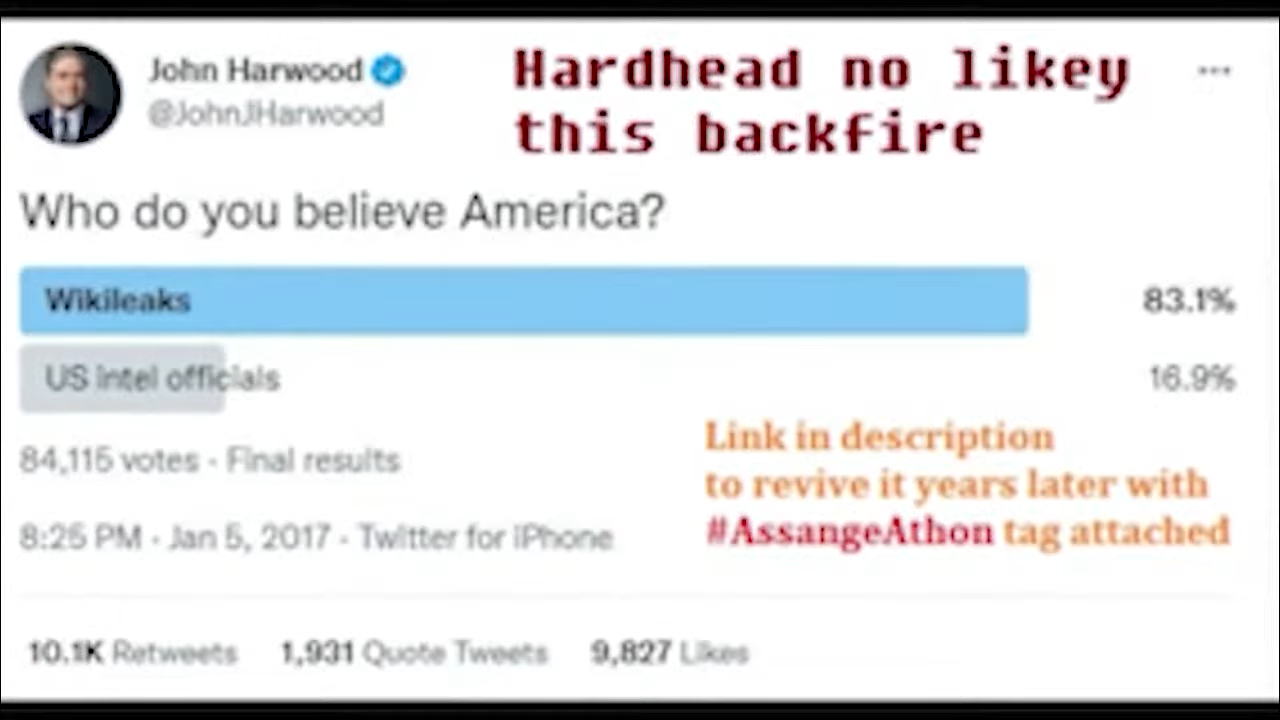 John Harwood
@JohnJHarwood
Hardhead no likey
this backfire
Who do you believe America?
Wikileaks 83.1%
US intel officials 16.9%
84,115 votes · Final results
8:25 PM · Jan 5, 2017 · Twitter for iPhone
Link in description
to revive it years later with
#AssangeAthon tag attached
10.1K Retweets 1,931 Quote Tweets 9,827 Likes